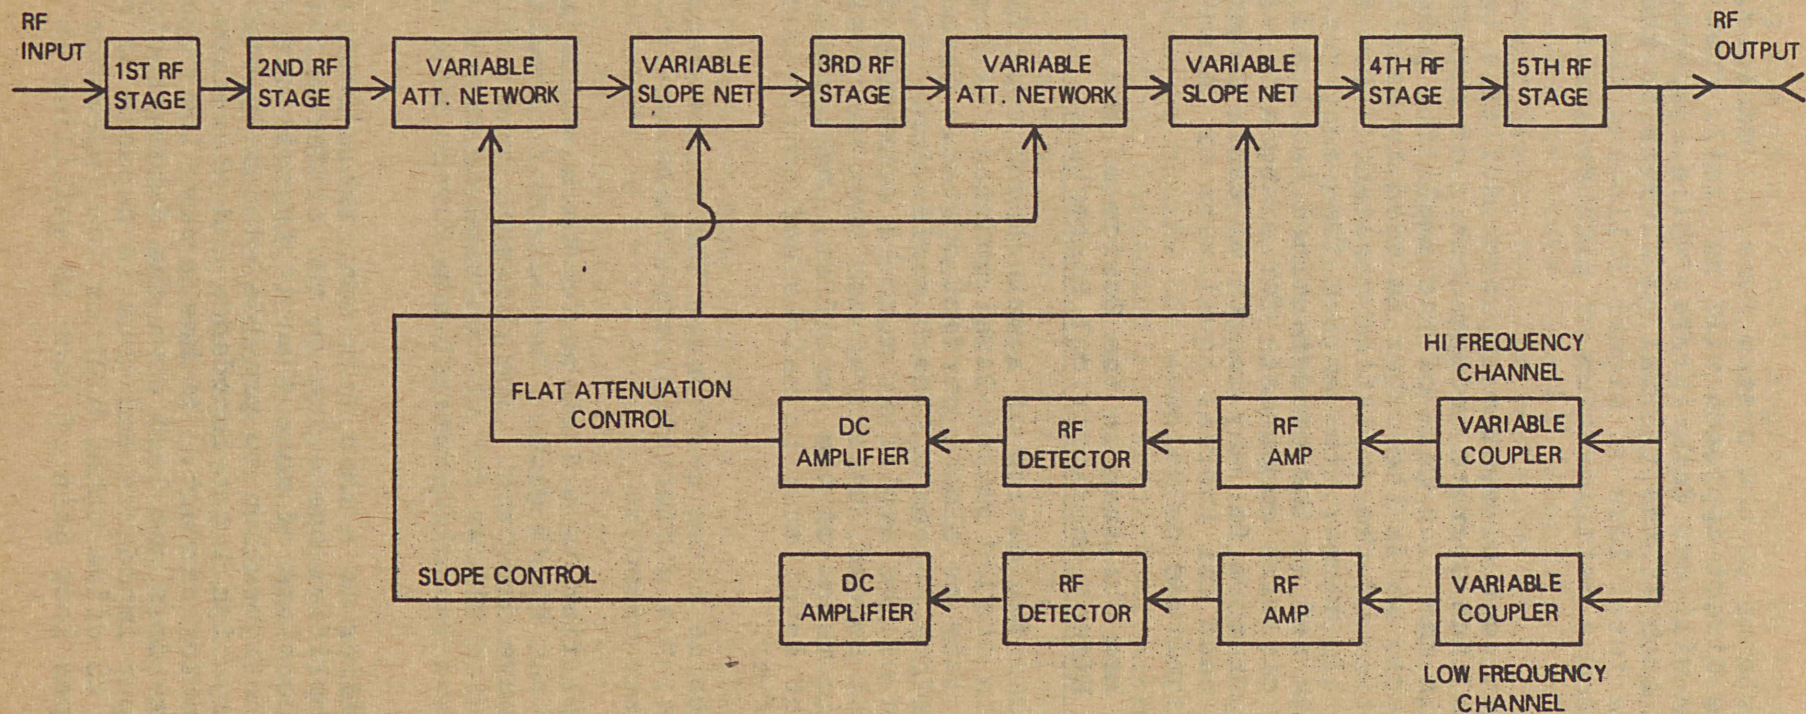 RF
INPUT
1ST RF
STAGE
2ND RF
STAGE
VARIABLE
ATT. NETWORK
VARIABLE
SLOPE NET
3RD RF
STAGE
VARIABLE
ATT. NETWORK
VARIABLE
SLOPE NET
4TH RF
STAGE
5TH RF
STAGE
RF
OUTPUT
HI FREQUENCY
CHANNEL
FLAT ATTENUATION
CONTROL
DC
AMPLIFIER
RF
DETECTOR
RF
AMP
VARIABLE
COUPLER
SLOPE CONTROL
DC
AMPLIFIER
RF
DETECTOR
RF
AMP
VARIABLE
COUPLER
LOW FREQUENCY
CHANNEL